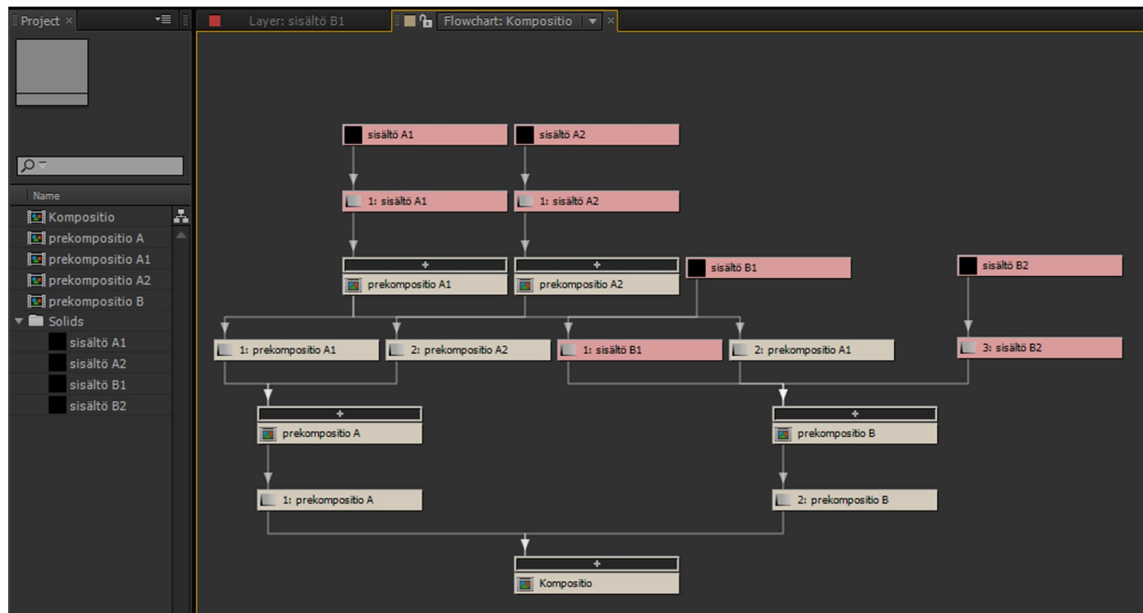 Project
Layer: sisältö B1
Flowchart: Kompositio
Name
Kompositio
prekompositio A
prekompositio A1
prekompositio A2
prekompositio B
Solids
sisältö A1
sisältö A2
sisältö B1
sisältö B2
sisältö A1
sisältö A2
1: sisältö A1
1: sisältö A2
prekompositio A1
prekompositio A2
sisältö B1
sisältö B2
1: prekompositio A1
2: prekompositio A2
1: sisältö B1
2: prekompositio A1
3: sisältö B2
prekompositio A
prekompositio B
1: prekompositio A
2: prekompositio B
Kompositio